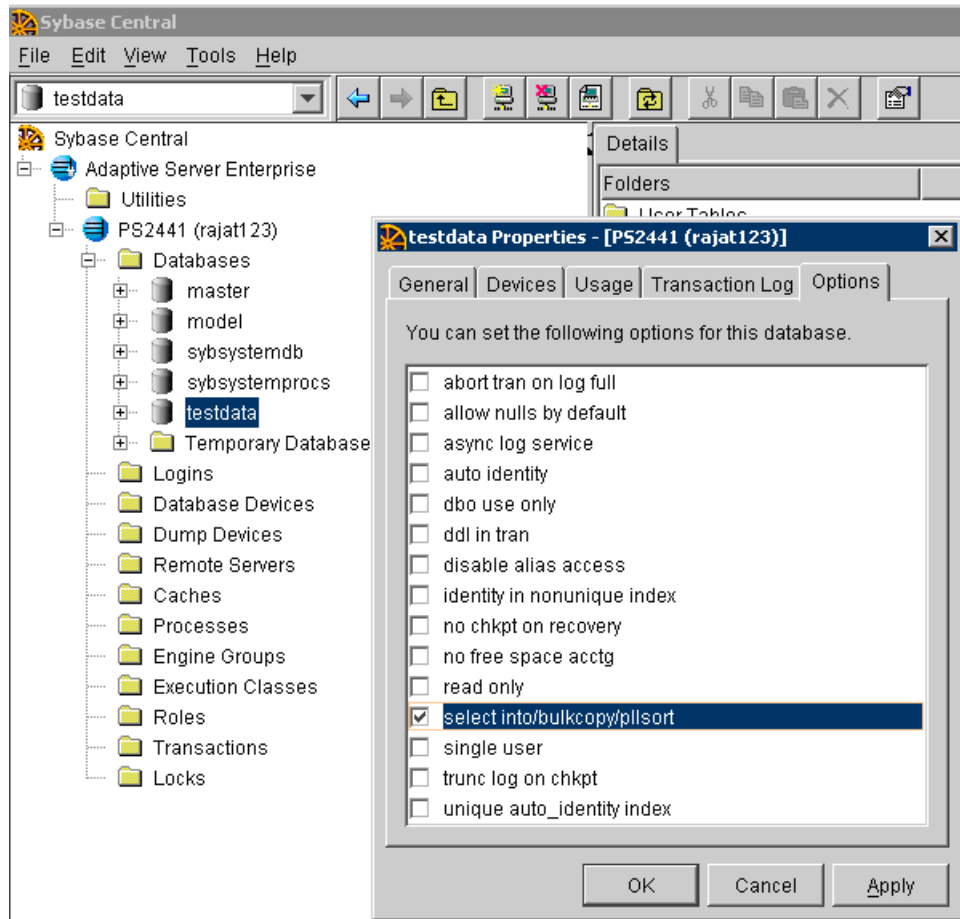 Sybase Central
File Edit View Tools Help
testdata
Sybase Central
Adaptive Server Enterprise
Utilities
PS2441 (rajat123)
Databases
master
model
sybsystemdb
sybsystemprocs
testdata
Temporary Database
Logins
Database Devices
Dump Devices
Remote Servers
Caches
Processes
Engine Groups
Execution Classes
Roles
Transactions
Locks
Details
Folders
User Tables
testdata Properties - [PS2441 (rajat123)]
General Devices Usage Transaction Log Options
You can set the following options for this database.
abort tran on log full
allow nulls by default
async log service
auto identity
dbo use only
ddl in tran
disable alias access
identity in nonunique index
no chkpt on recovery
no free space acctg
read only
select into/bulkcopy/pllsort
single user
trunc log on chkpt
unique auto_identity index
OK Cancel Apply